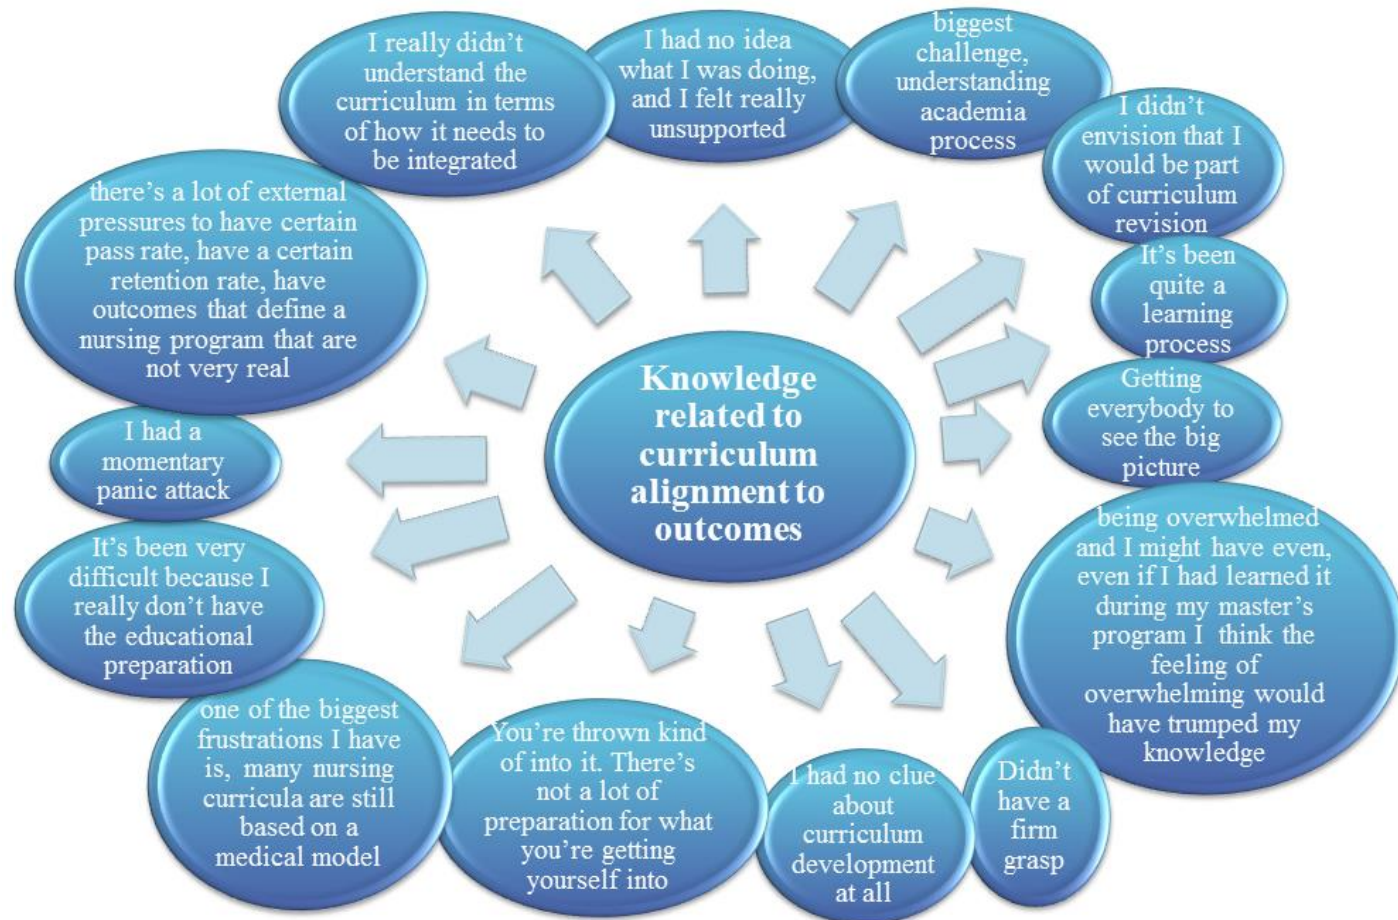 I really didn't
understand the
curriculum in terms
of how it needs to
be integrated
I had no idea
what I was doing,
and I felt really
unsupported
biggest
challenge,
understanding
academia
process
I didn't
envision that I
would be part
of curriculum
revision
It's been
quite a
learning
process
Getting
everybody to
see the big
picture
being overwhelmed
and I might have even,
even if I had learned it
during my master's
program I think the
feeling of
overwhelming would
have trumped my
knowledge
Didn't
have a
firm
grasp
I had no clue
about
curriculum
development
at all
You're thrown kind
of into it. There's
not a lot of
preparation for what
you're getting
yourself into
one of the biggest
frustrations I have
is, many nursing
curricula are still
based on a
medical model
It's been very
difficult because I
really don't have
the educational
preparation
I had a
momentary
panic attack
there's a lot of external
pressures to have certain
pass rate, have a certain
retention rate, have
outcomes that define a
nursing program that are
not very real
Knowledge
related to
curriculum
alignment to
outcomes